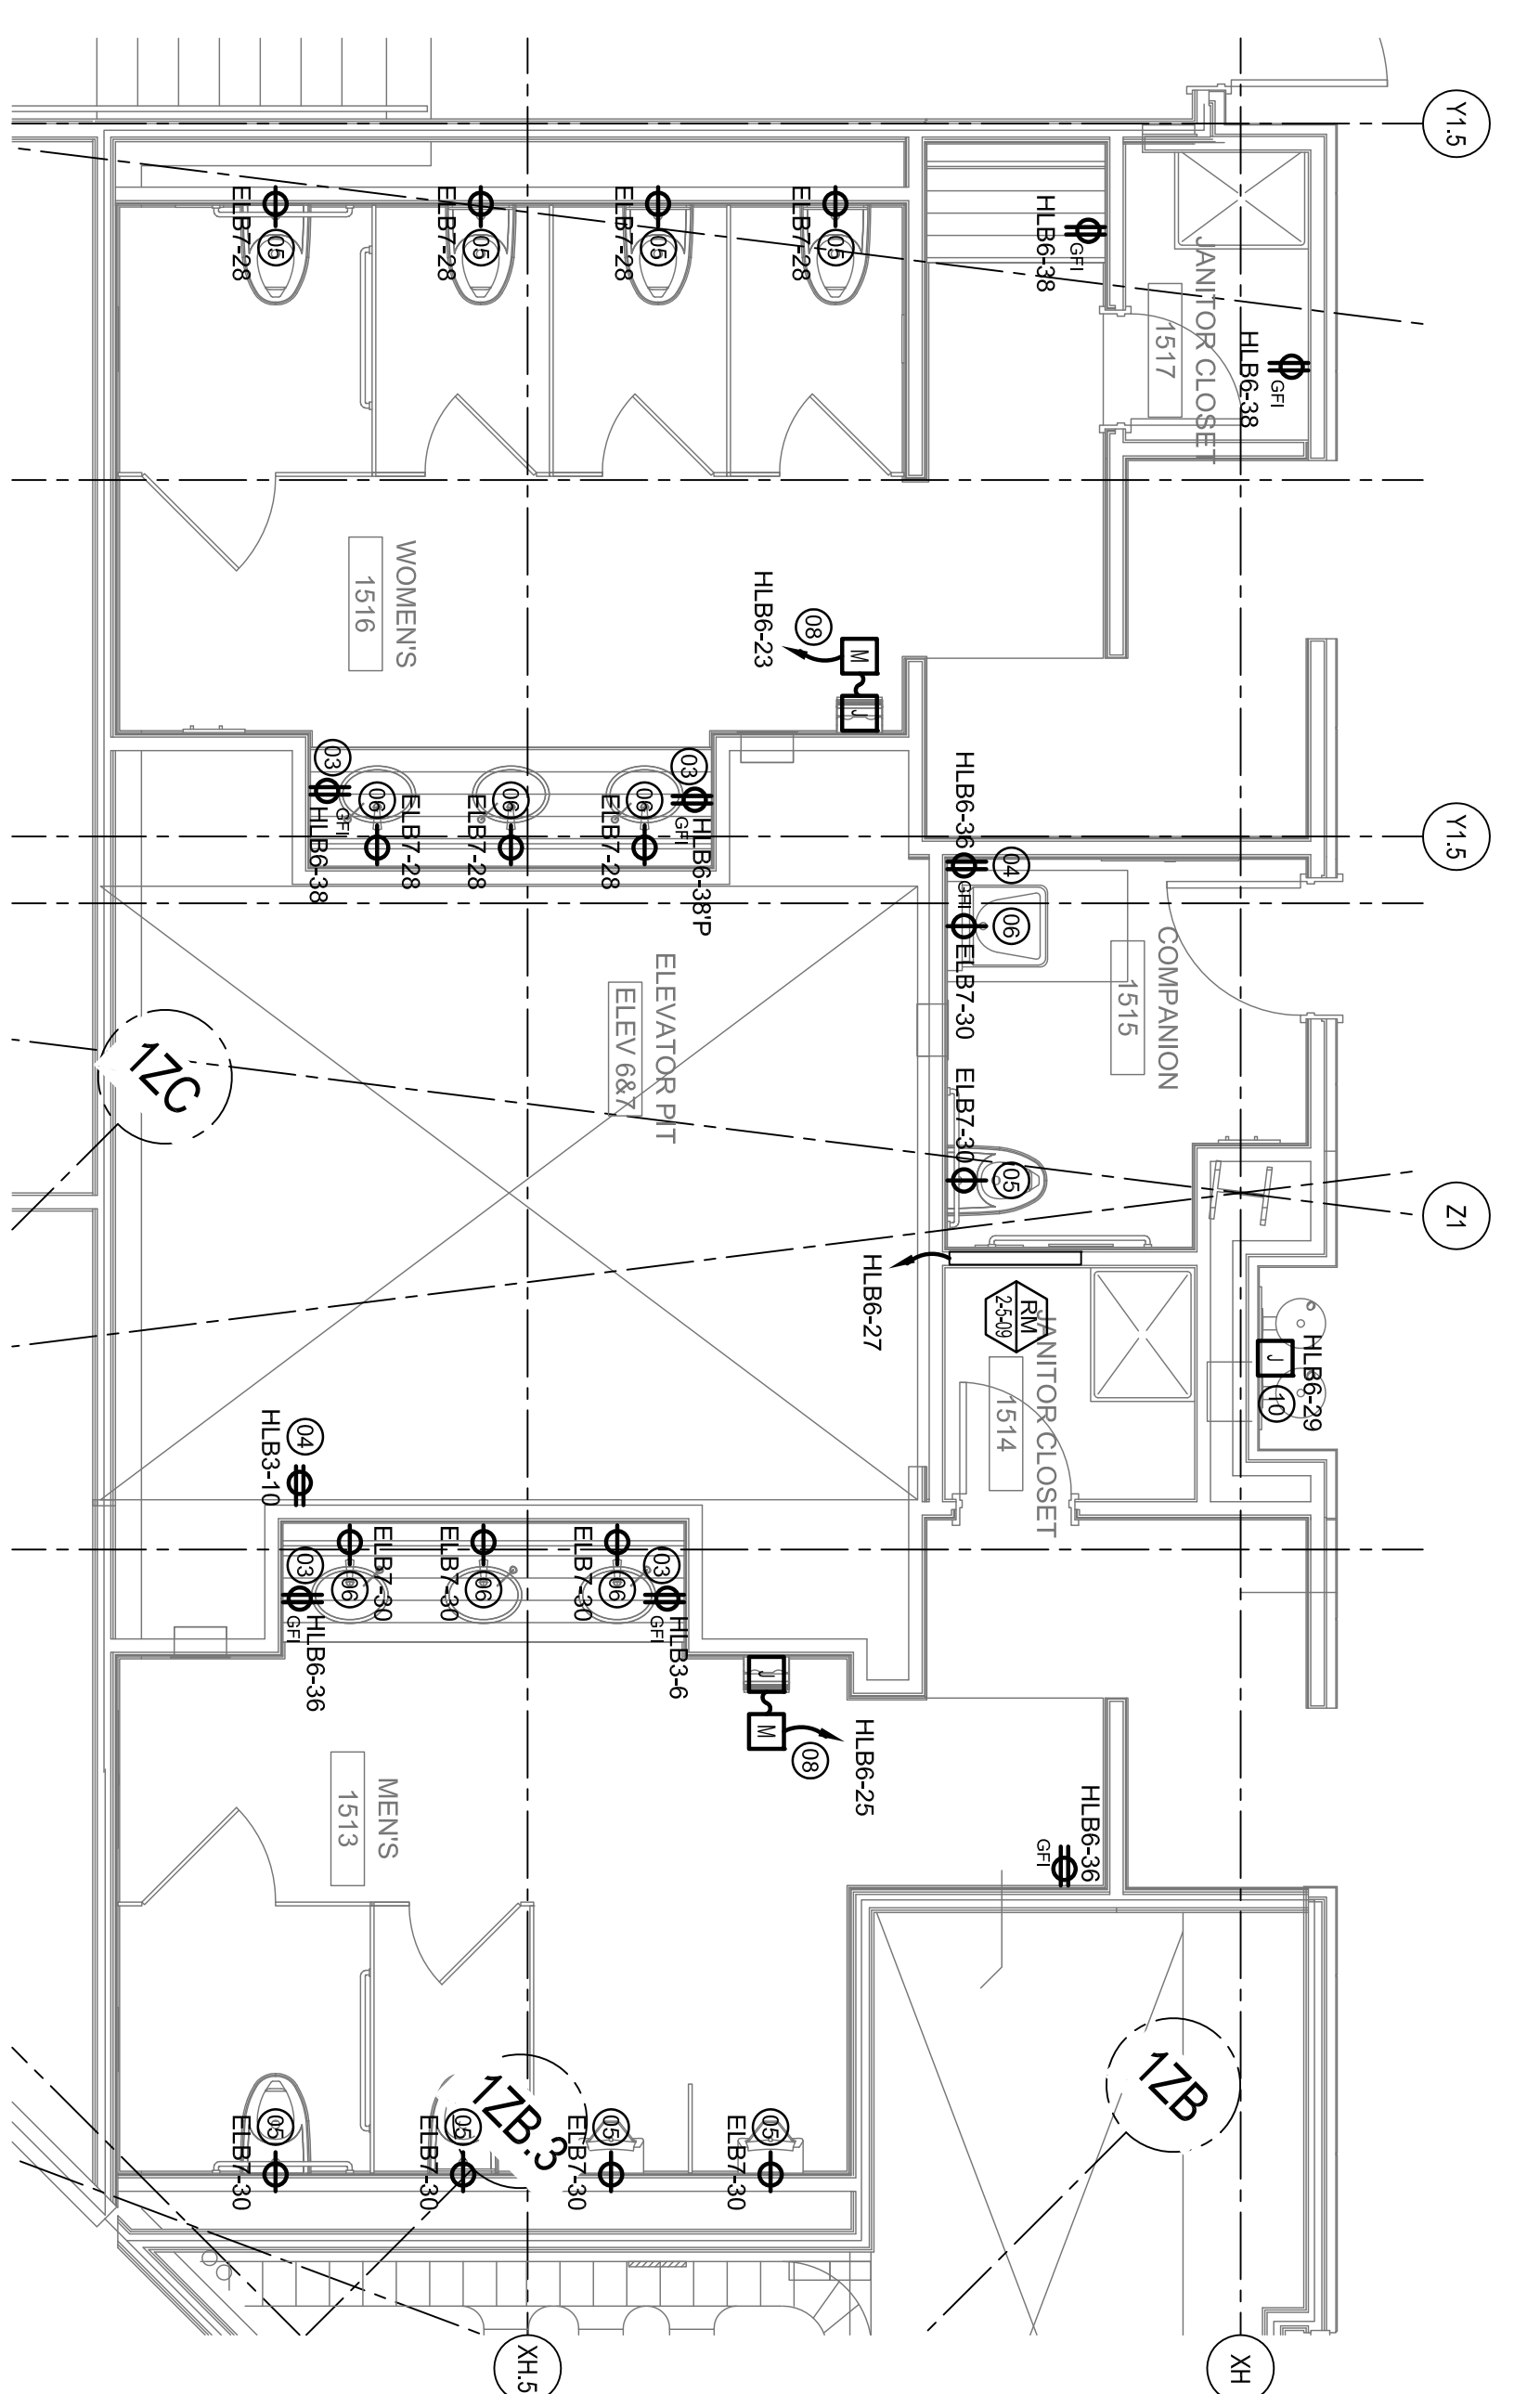 Y1.5
ELB7-28
05
ELB7-28
05
ELB7-28
05
ELB7-28
05
HLB6-38
GFI
JANITOR CLOSET
1517
HLB6-38
GFI
WOMEN'S
1516
HLB6-23
08
M
J
03
HLB6-38
GFI
06
ELB7-28
06
ELB7-28
06
ELB7-28
03
GFI
HLB6-38'P
Y1.5
HLB6-36
04
GFI
06
ELB7-30
COMPANION
1515
ELB7-30
05
ELEVATOR PIT
ELEV 6&7
1ZC
Z1
HLB6-27
RM
2-5-09
JANITOR CLOSET
1514
HLB6-29
J
10
04
HLB3-10
03
GFI
HLB6-36
06
ELB7-30
06
ELB7-30
06
ELB7-30
03
GFI
HLB3-6
J
M
08
HLB6-25
MEN'S
1513
HLB6-36
GFI
1ZB
1ZB.3
05
ELB7-30
05
ELB7-30
05
ELB7-30
05
ELB7-30
XH.5
XH